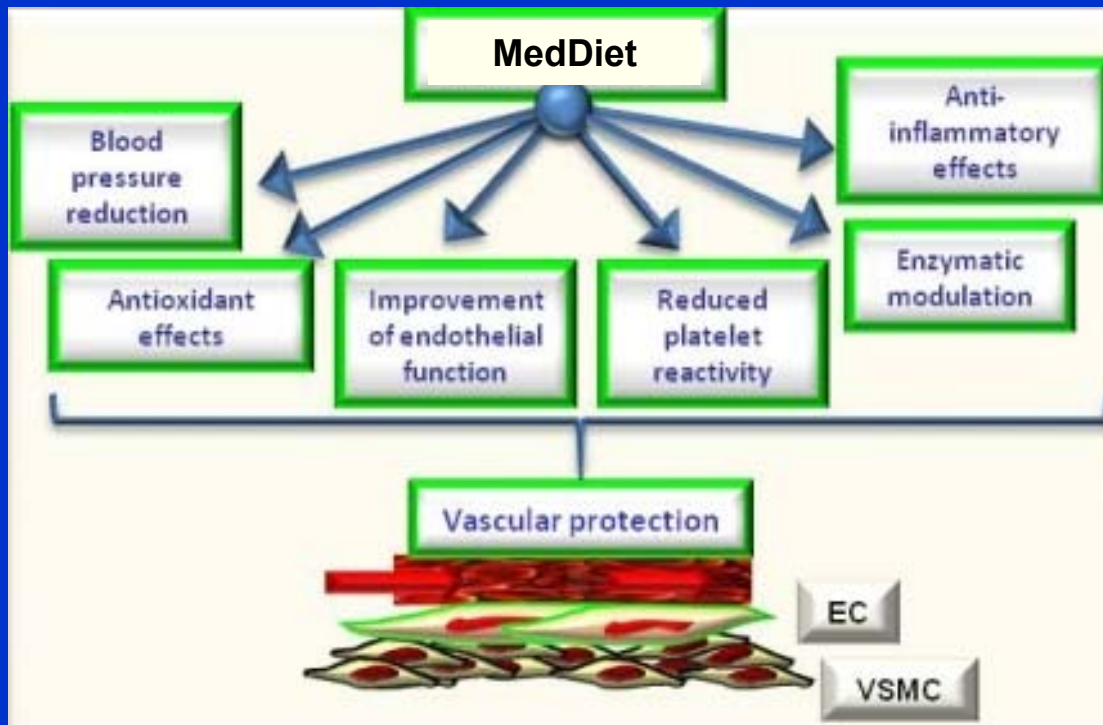 MedDiet
Blood
pressure
reduction
Anti-
inflammatory
effects
Antioxidant
effects
Improvement
of endothelial
function
Reduced
platelet
reactivity
Enzymatic
modulation
Vascular protection
EC
VSMC